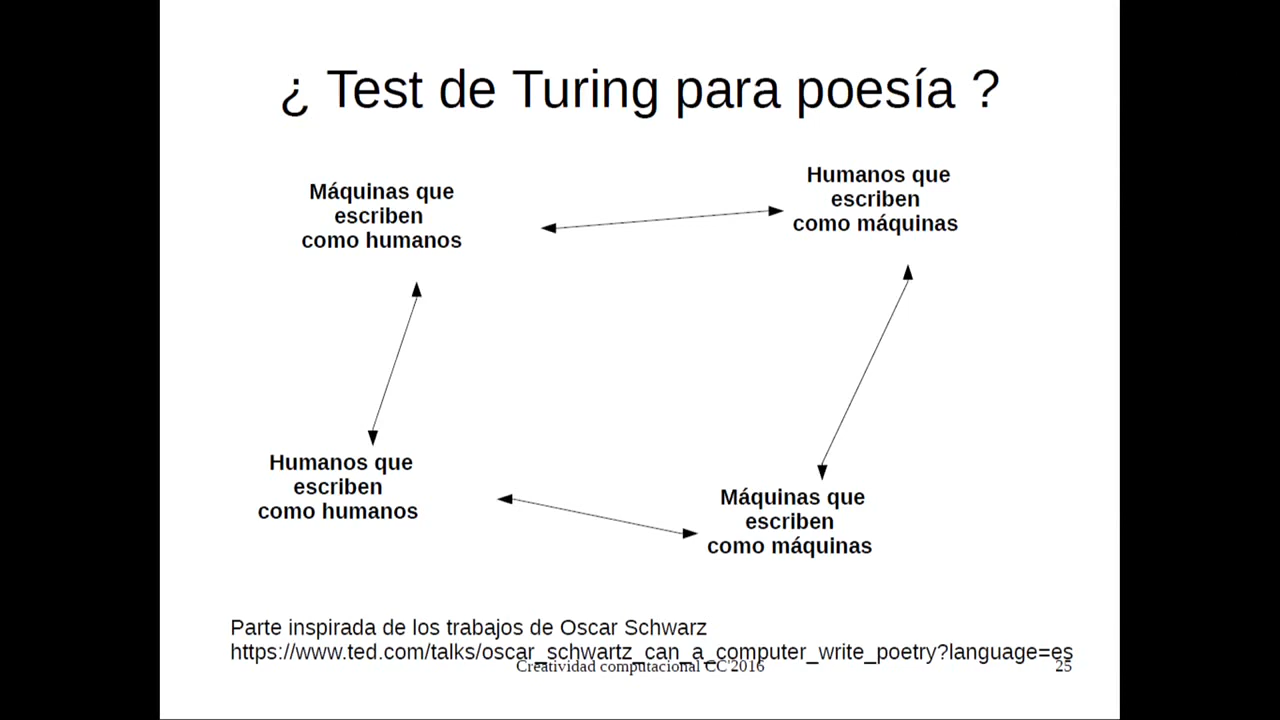 ¿ Test de Turing para poesía ?
Máquinas que
escriben
como humanos
Humanos que
escriben
como máquinas
Humanos que
escriben
como humanos
Máquinas que
escriben
como máquinas
Parte inspirada de los trabajos de Oscar Schwarz
https://www.ted.com/talks/oscar_schwartz_can_a_computer_write_poetry?language=es
Creatividad computacional CC'2016
25